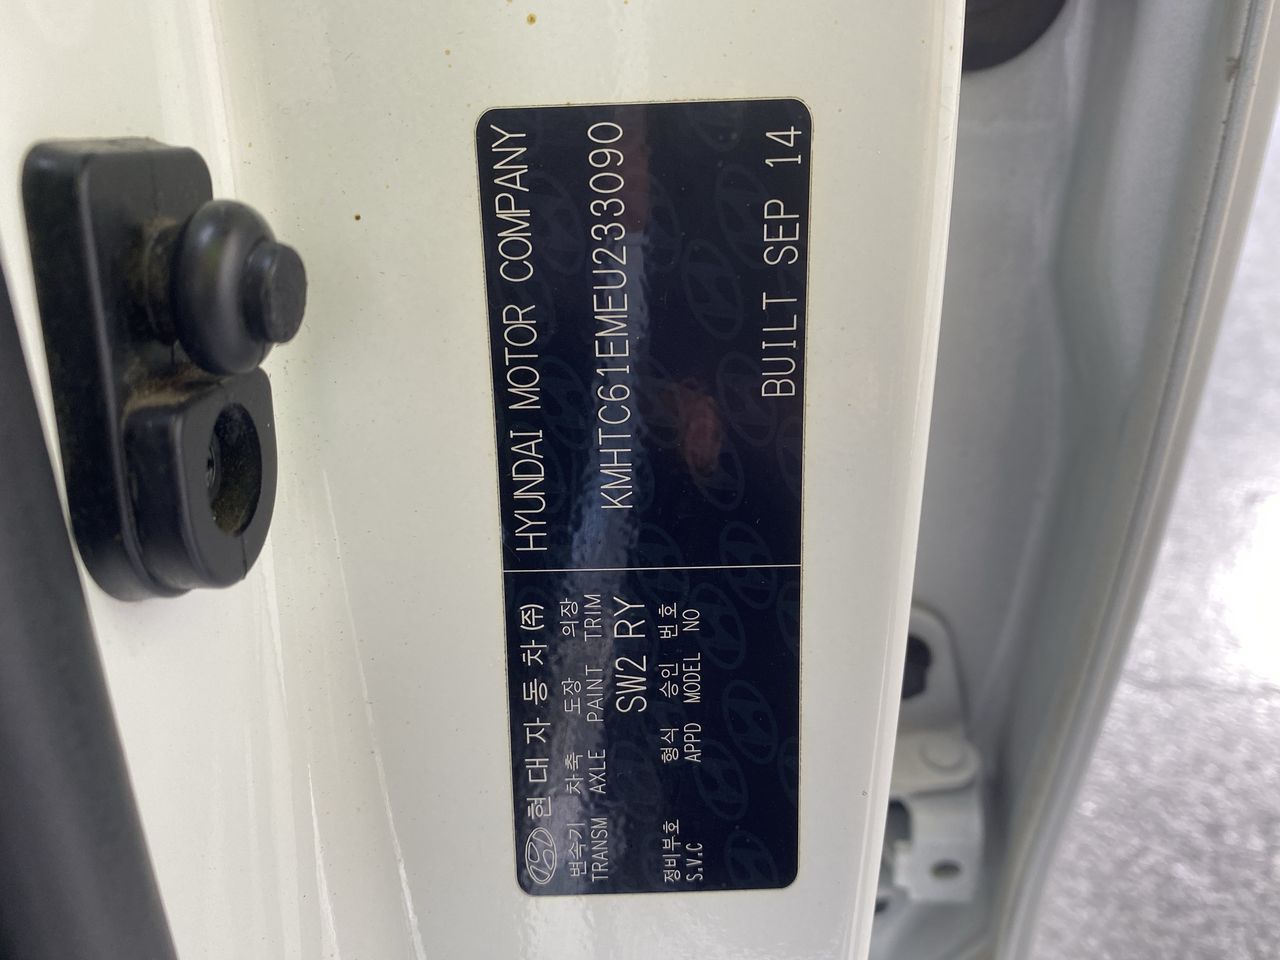 현대자동차(주) HYUNDAI MOTOR COMPANY
변속기 차축 도장 의장
TRANSM AXLE PAINT TRIM
SW2 RY
KMHTC61EMEU233090
정비부호 형식 승인 번호
S.V.C APPD MODEL NO
BUILT SEP 14